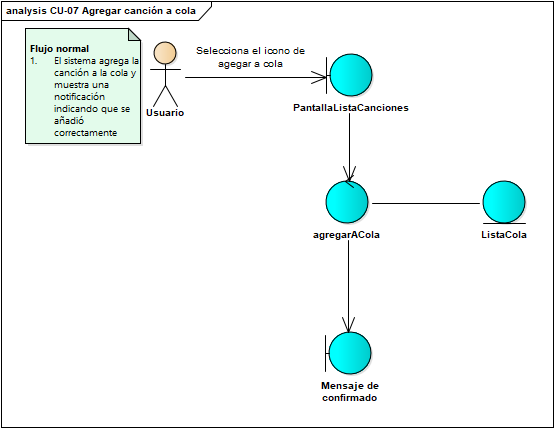 analysis CU-07 Agregar canción a cola
Flujo normal
1. El sistema agrega la
canción a la cola y
muestra una
notificación
indicando que se
añadió
correctamente
Usuario
Selecciona el icono de
agegar a cola
PantallaListaCanciones
agregarACola
ListaCola
Mensaje de
confirmado